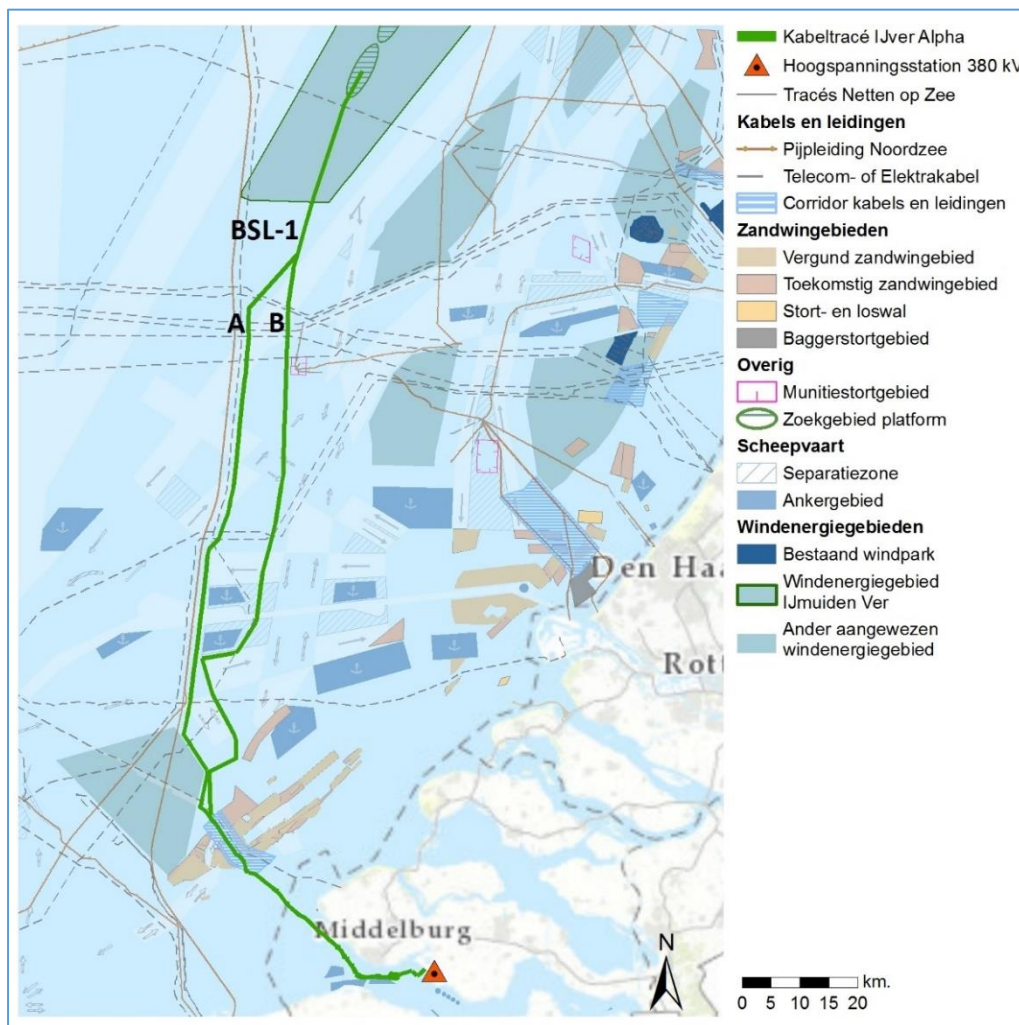 BSL-1
A
B
Den Haa
Rott
Middelburg
N
Kabeltracé IJver Alpha
Hoogspanningsstation 380 kV
Tracés Netten op Zee
Kabels en leidingen
Pijpleiding Noordzee
Telecom- of Elektrakabel
Corridor kabels en leidingen
Zandwingebieden
Vergund zandwingebied
Toekomstig zandwingebied
Stort- en loswal
Baggerstortgebied
Overig
Munitiestortgebied
Zoekgebied platform
Scheepvaart
Separatiezone
Ankergebied
Windenergiegebieden
Bestaand windpark
Windenergiegebied
IJmuiden Ver
Ander aangewezen
windenergiegebied
km.
0 5 10 20